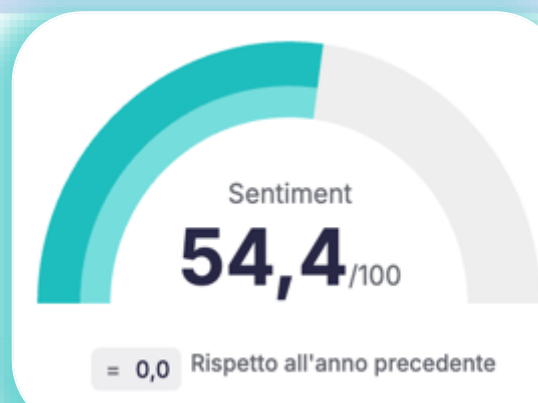 Sentiment
54,4/100
= 0,0 Rispetto all'anno precedente